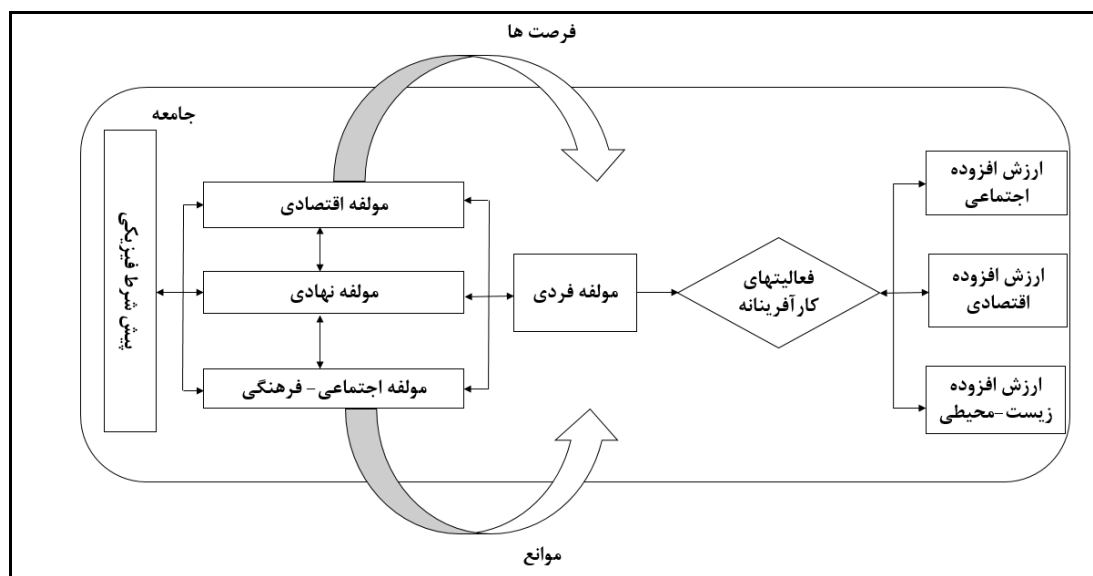 فرصت ها
جامعه
پیش شرط فیزیکی
مولفه اقتصادی
مولفه نهادی
مولفه اجتماعی - فرهنگی
مولفه فردی
فعالیتهای
کارآفرینانه
ارزش افزوده
اجتماعی
ارزش افزوده
اقتصادی
ارزش افزوده
زیست-محیطی
موانع